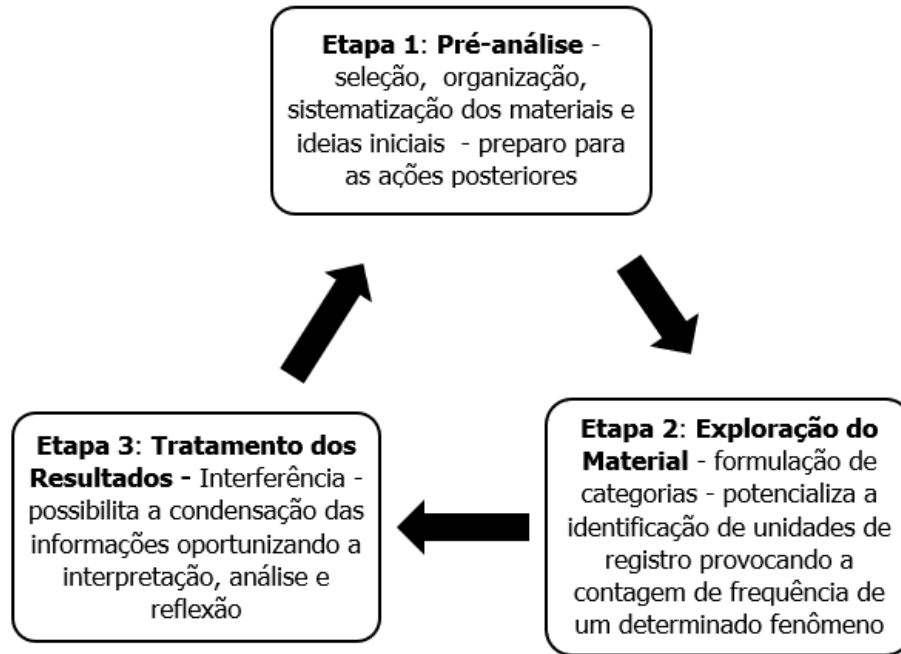 Etapa 1: Pré-análise -
seleção, organização,
sistematização dos materiais e
ideias iniciais - preparo para
as ações posteriores
Etapa 2: Exploração do
Material - formulação de
categorias - potencializa a
identificação de unidades de
registro provocando a
contagem de frequência de
um determinado fenômeno
Etapa 3: Tratamento dos
Resultados - Interferência -
possibilita a condensação das
informações oportunizando a
interpretação, análise e
reflexão